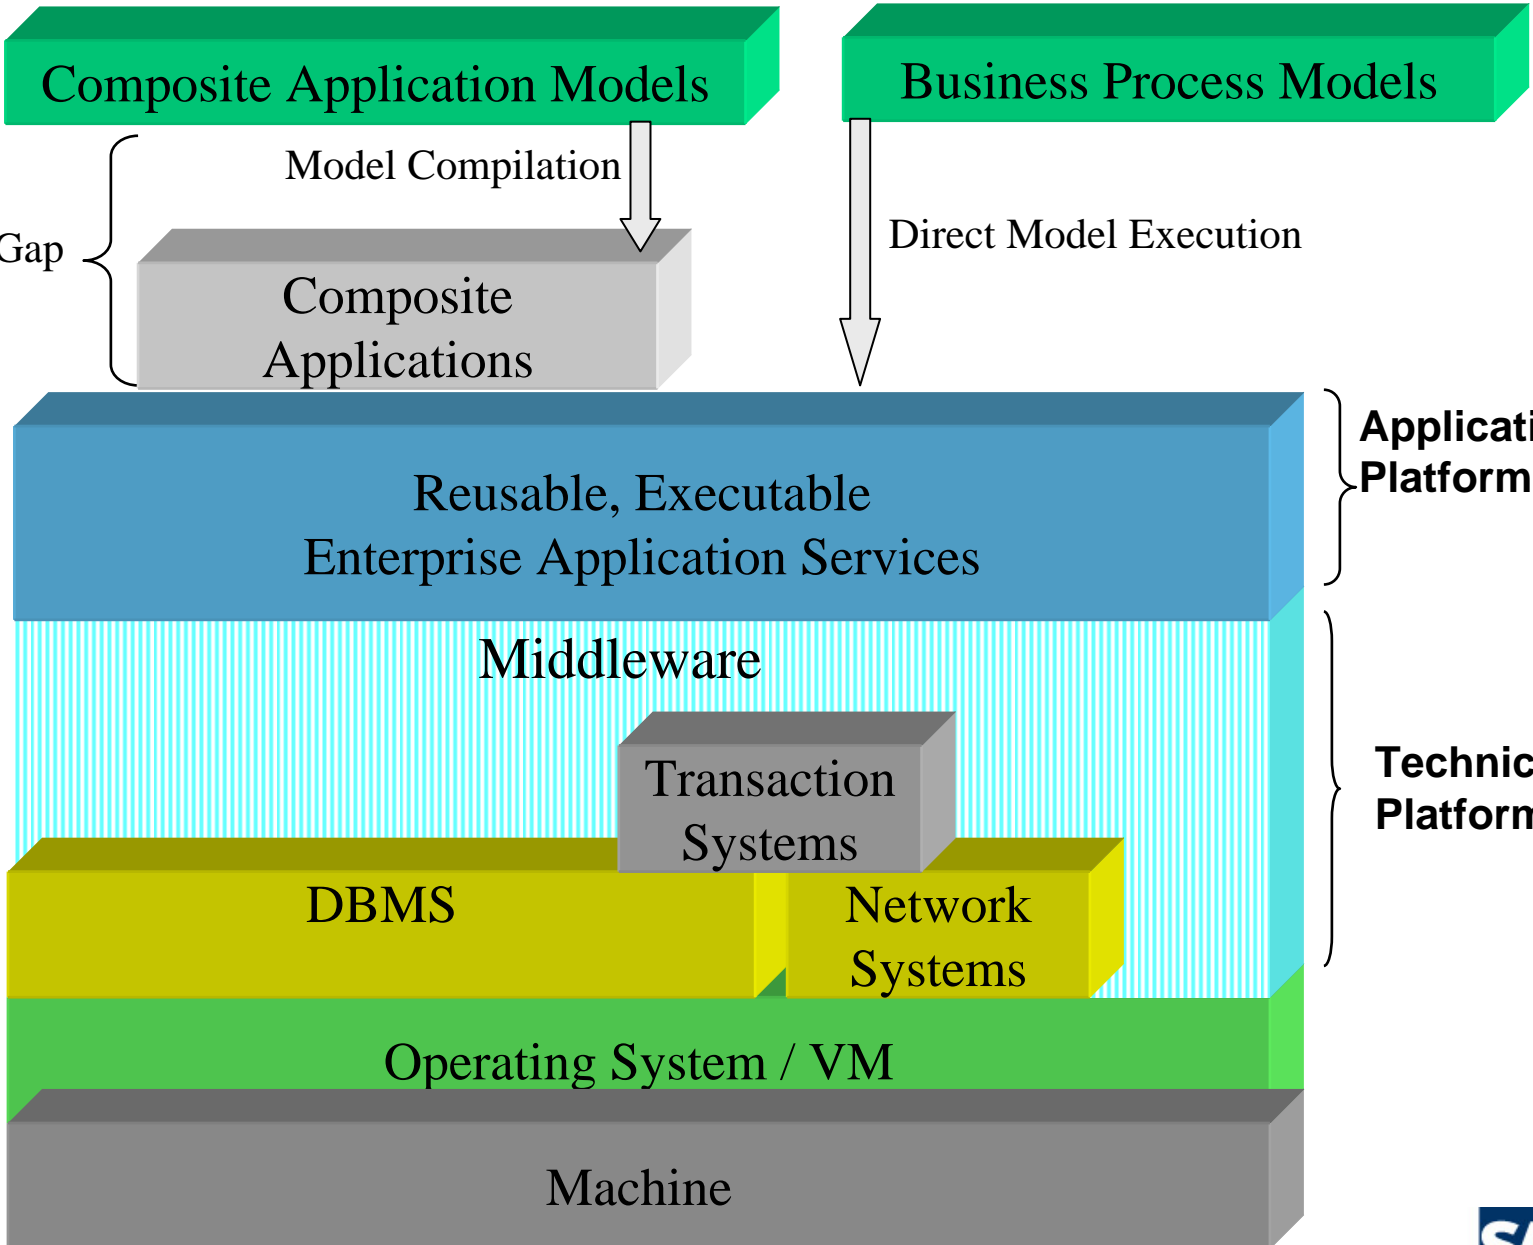 Composite Application Models
Business Process Models
Model Compilation
Gap
Direct Model Execution
Composite
Applications
Platform
Reusable, Executable
Enterprise Application Services
Middleware
Transaction
Systems
DBMS
Network
Systems
Operating System / VM
Machine